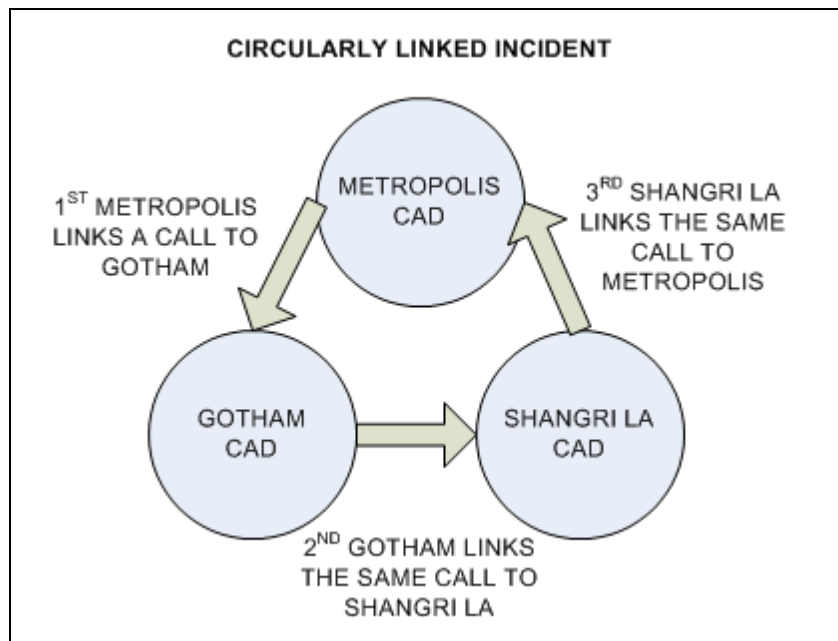 CIRCULARLY LINKED INCIDENT
METROPOLIS
CAD
1ST METROPOLIS
LINKS A CALL TO
GOTHAM
3RD SHANGRI LA
LINKS THE SAME
CALL TO
METROPOLIS
GOTHAM
CAD
SHANGRI LA
CAD
2ND GOTHAM LINKS
THE SAME CALL TO
SHANGRI LA